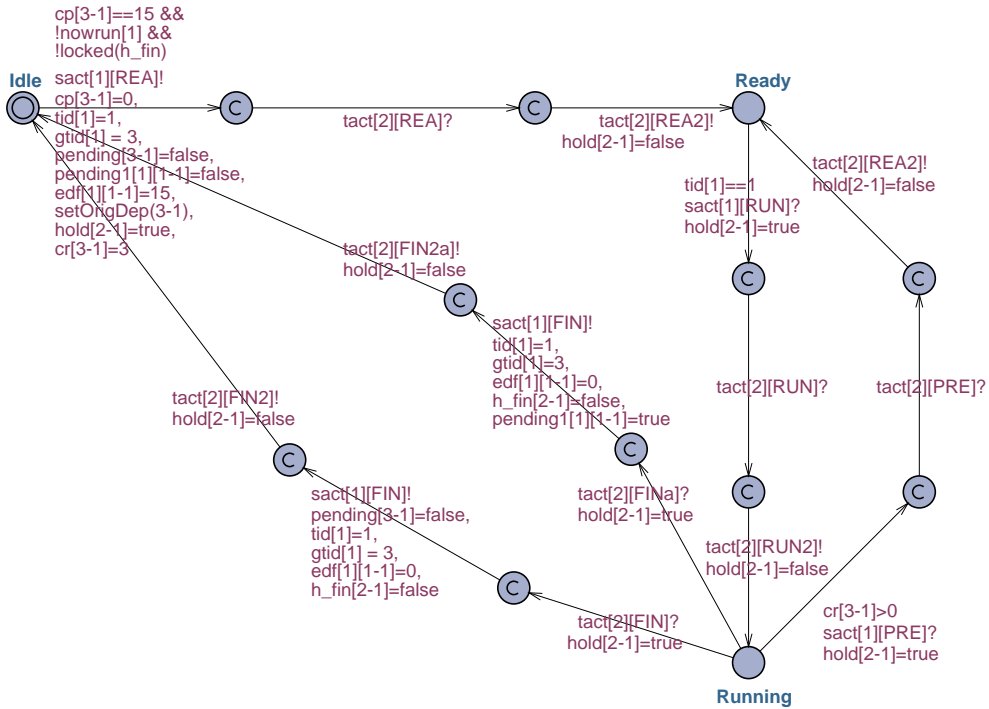 cp[3-1]==15 &&
!nowrun[1] &&
!locked(h_fin)
Idle
sact[1][REA]!
cp[3-1]=0,
tid[1]=1,
gtid[1] = 3,
pending[3-1]=false,
pending1[1][1-1]=false,
edf[1][1-1]=15,
setOrigDep(3-1),
hold[2-1]=true,
cr[3-1]=3
C
tact[2][REA]?
C
tact[2][REA2]!
hold[2-1]=false
Ready
tid[1]==1
sact[1][RUN]?
hold[2-1]=true
tact[2][REA2]!
hold[2-1]=false
C
C
tact[2][FIN2a]!
hold[2-1]=false
C
sact[1][FIN]!
tid[1]=1,
gtid[1]=3,
edf[1][1-1]=0,
h_fin[2-1]=false,
pending1[1][1-1]=true
tact[2][RUN]?
tact[2][PRE]?
tact[2][FIN2]!
hold[2-1]=false
C
C
sact[1][FIN]!
pending[3-1]=false,
tid[1]=1,
gtid[1] = 3,
edf[1][1-1]=0,
h_fin[2-1]=false
tact[2][FINa]?
hold[2-1]=true
C
C
tact[2][RUN2]!
hold[2-1]=false
C
tact[2][FIN]?
hold[2-1]=true
cr[3-1]>0
sact[1][PRE]?
hold[2-1]=true
Running